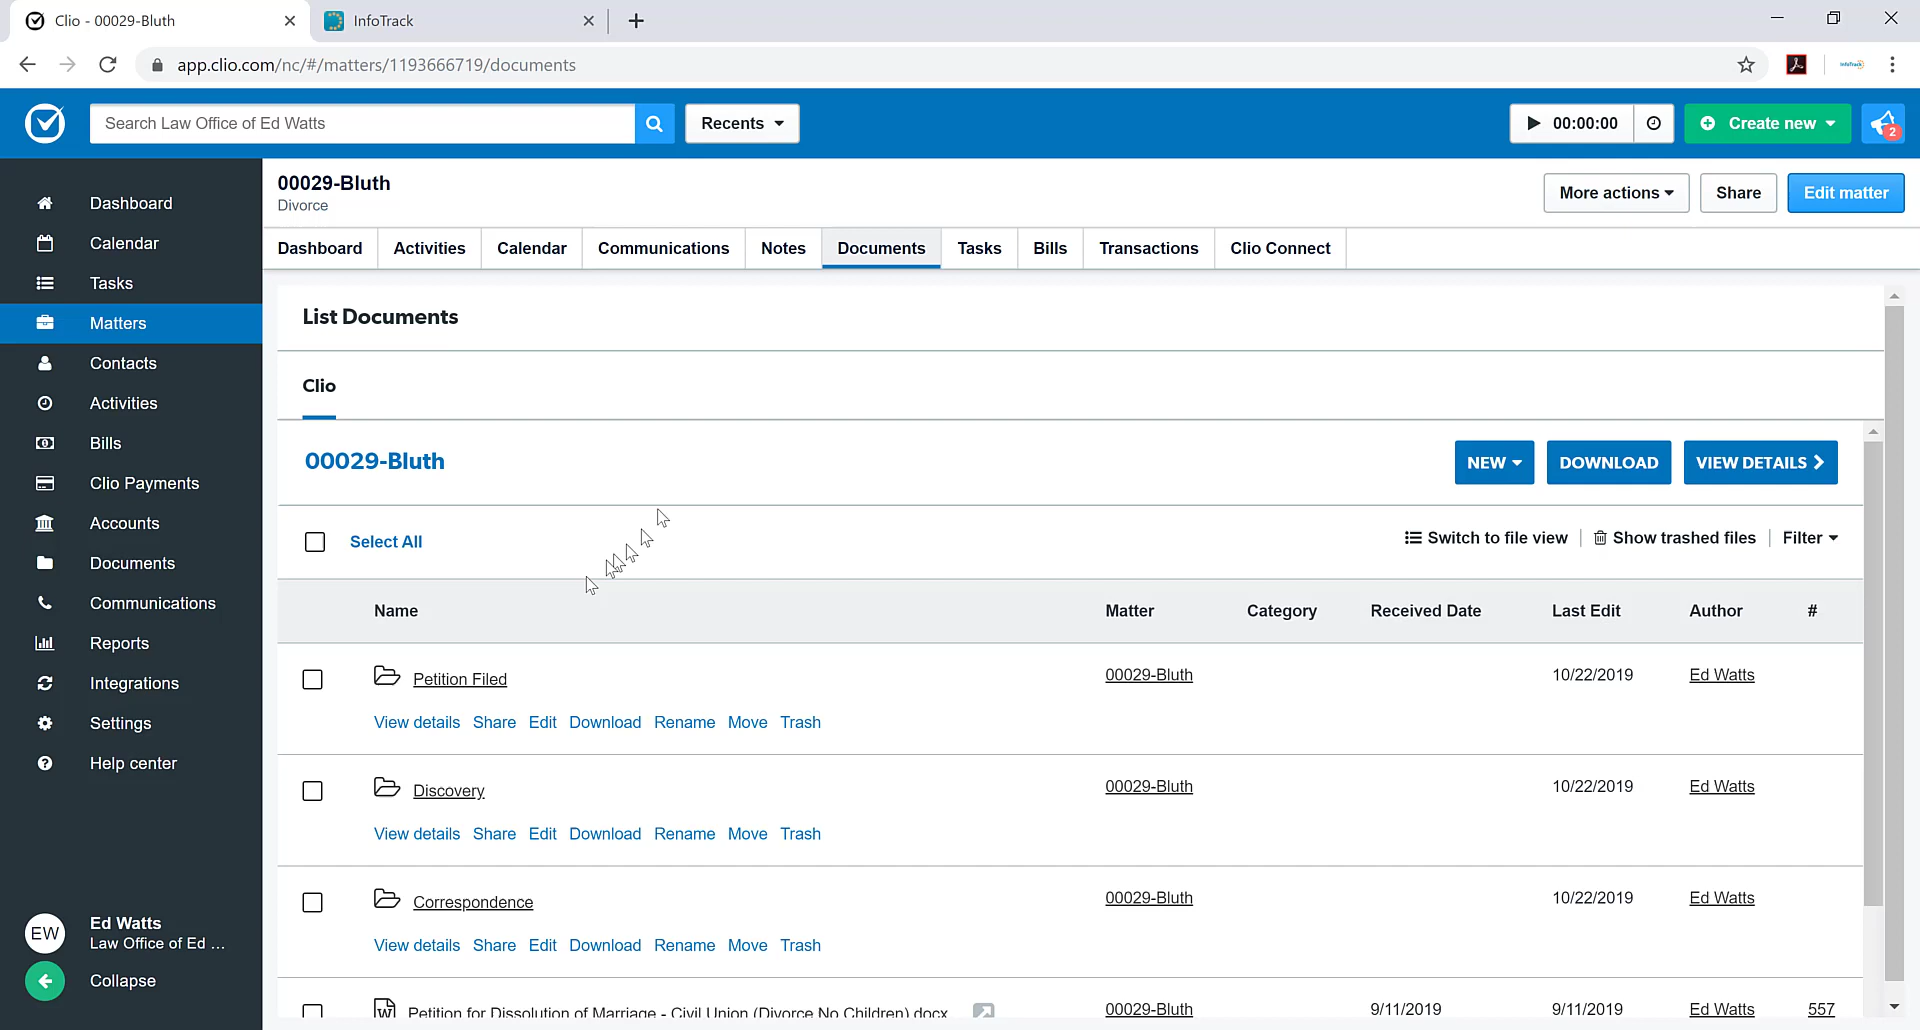 Clio - 00029-Bluth
InfoTrack
app.clio.com/nc/#/matters/1193666719/documents
InfoTrack
Search Law Office of Ed Watts
Recents
00:00:00
Create new
2
Dashboard
Calendar
Tasks
Matters
Contacts
Activities
Bills
Clio Payments
Accounts
Documents
Communications
Reports
Integrations
Settings
Help center
EW
Ed Watts
Law Office of Ed ...
Collapse
00029-Bluth
Divorce
More actions
Share
Edit matter
Dashboard
Activities
Calendar
Communications
Notes
Documents
Tasks
Bills
Transactions
Clio Connect
List Documents
Clio
00029-Bluth
NEW
DOWNLOAD
VIEW DETAILS
Select All
Switch to file view
Show trashed files
Filter
Name Matter Category Received Date Last Edit Author #
Petition Filed 00029-Bluth 10/22/2019 Ed Watts
View details Share Edit Download Rename Move Trash
Discovery 00029-Bluth 10/22/2019 Ed Watts
View details Share Edit Download Rename Move Trash
Correspondence 00029-Bluth 10/22/2019 Ed Watts
View details Share Edit Download Rename Move Trash
Petition for Dissolution of Marriage - Civil Union (Divorce No Children).docx 00029-Bluth 9/11/2019 9/11/2019 Ed Watts 557